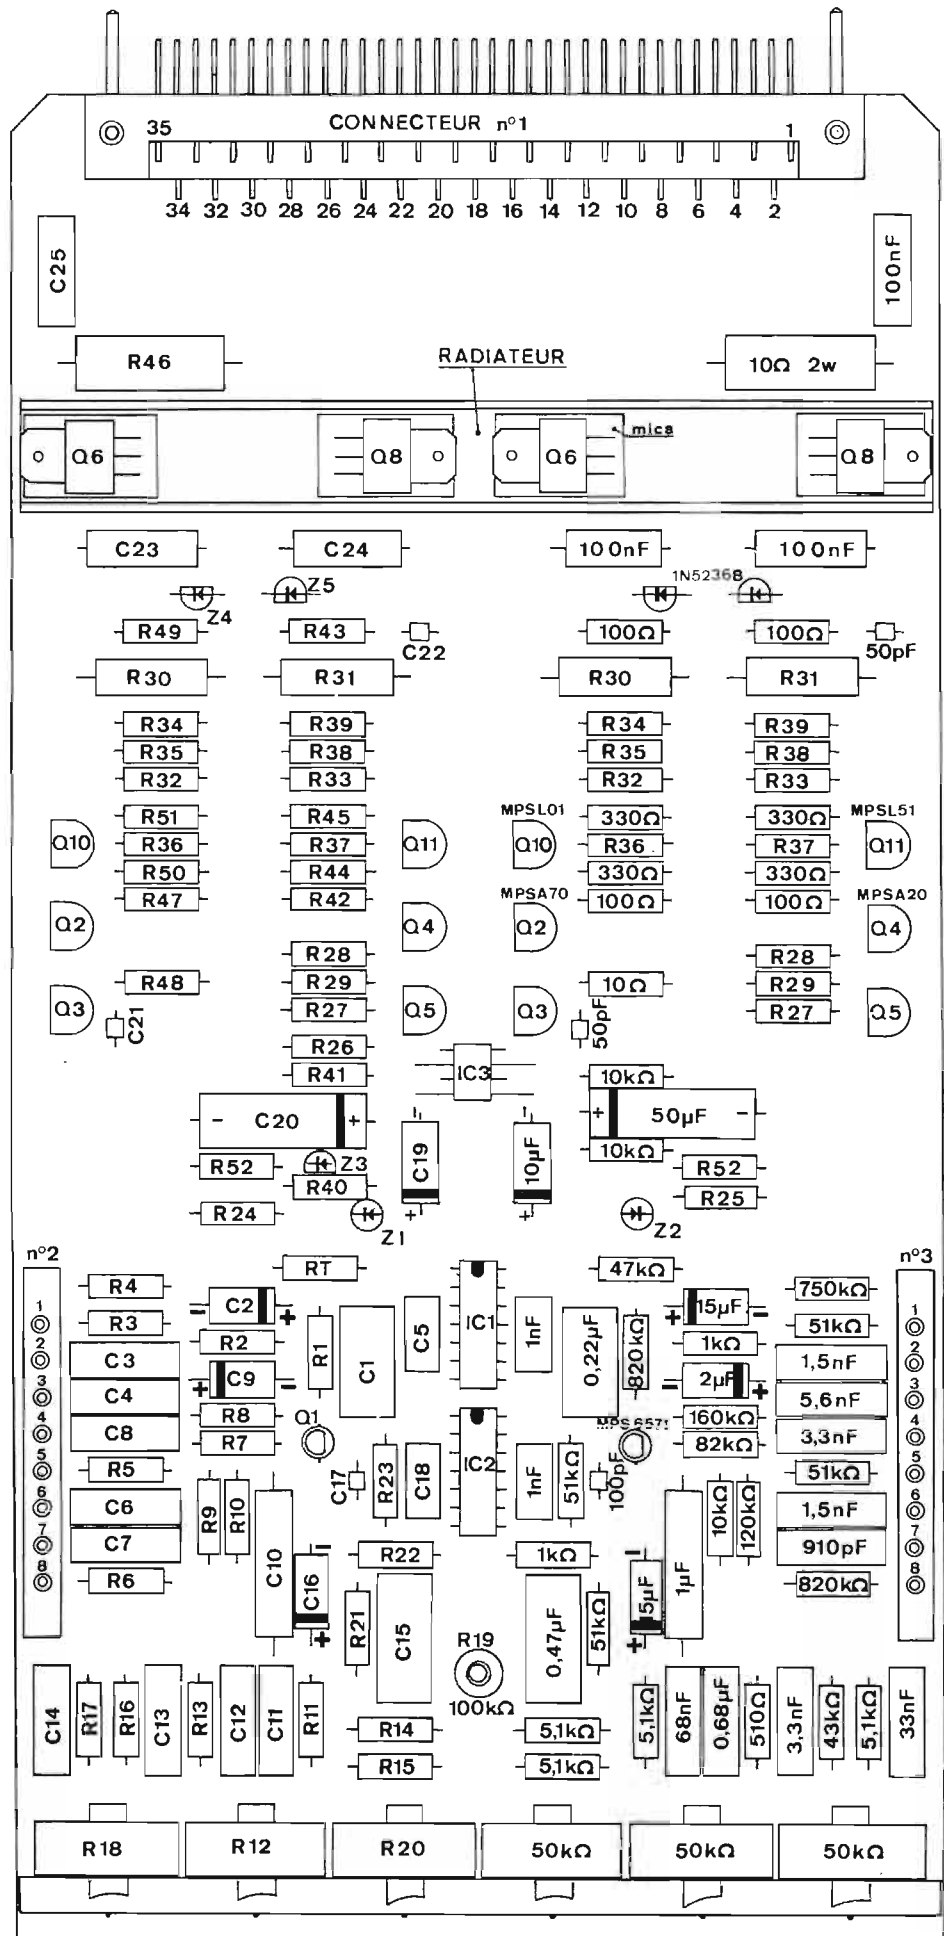 CONNECTEUR n°1
35 1
34 32 30 28 26 24 22 20 18 16 14 12 10 8 6 4 2
C25 100nF
R46 RADIATEUR 10Ω 2w
mica
Q6 Q8 Q6 Q8
C23 C24 100nF 100nF
Z4 Z5 1N5236B
R49 R43 C22 100Ω 100Ω 50pF
R30 R31 R30 R31
R34 R39 R34 R39
R35 R38 R35 R38
R32 R33 R32 R33
MPSL01 MPSL51
R51 R45 330Ω 330Ω
Q10 R36 R37 Q11 Q10 R36 R37 Q11
R50 R44 330Ω 330Ω
MPSA70 MPSA20
R47 R42 100Ω 100Ω
Q2 Q4 Q2 Q4
R28 R28
R48 R29 10Ω R29
Q3 R27 Q5 Q3 R27 Q5
C21 50pF
R26
IC3
R41 10kΩ
- C20 + - - + 50µF -
C19 10µF
R52 Z3 10kΩ R52
R40 R25
R24 Z1 + + Z2
n°2 n°3
RT 47kΩ
R4 750kΩ
- C2 + IC1 + 15µF -
R3 R1 C1 C5 1nF 0,22µF 820kΩ 51kΩ
R2 1kΩ
C3 1,5nF
+ C9 - - 2µF +
C4 5,6nF
R8 160kΩ
Q1 MPS6571
C8 R7 82kΩ 3,3nF
R5 C17 R23 C18 IC2 1nF 51kΩ 100pF 51kΩ
C6 R9 R10 10kΩ 120kΩ 1,5nF
C7 C10 R22 1kΩ 1µF 910pF
R6 - C16 + - 15µF + 820kΩ
1 2 3 4 5 6 7 8
1 2 3 4 5 6 7 8
R21 C15 R19 0,47µF 51kΩ
100kΩ
C14 R17 R16 C13 R13 C12 C11 R11 R14 5,1kΩ 5,1kΩ 68nF 0,68µF 510Ω 3,3nF 43kΩ 5,1kΩ 33nF
R15 5,1kΩ
R18 R12 R20 50kΩ 50kΩ 50kΩ